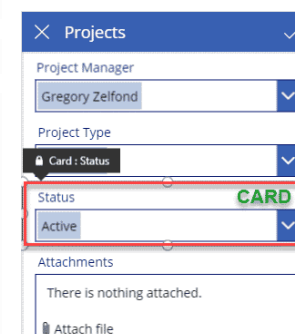 Projects
Project Manager
Gregory Zelfond
Project Type
Card : Status
Status
CARD
Active
Attachments
There is nothing attached.
Attach file